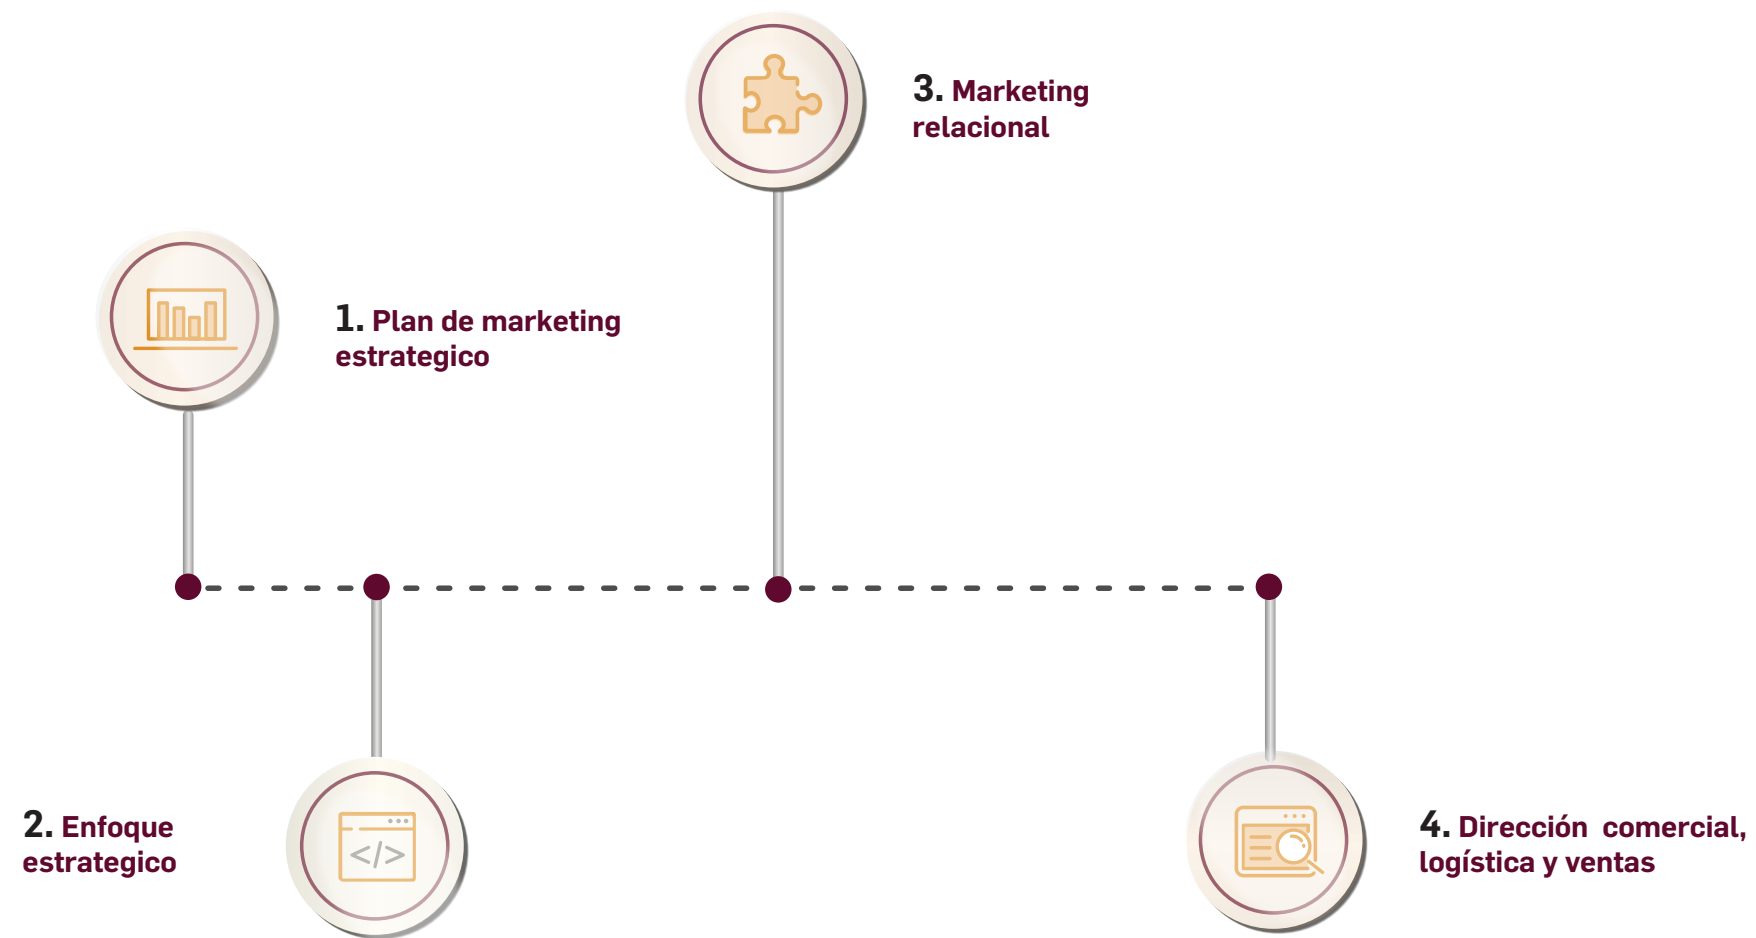 1. Plan de marketing
estrategico
2. Enfoque
estrategico
</>
3. Marketing
relacional
4. Dirección comercial,
logística y ventas